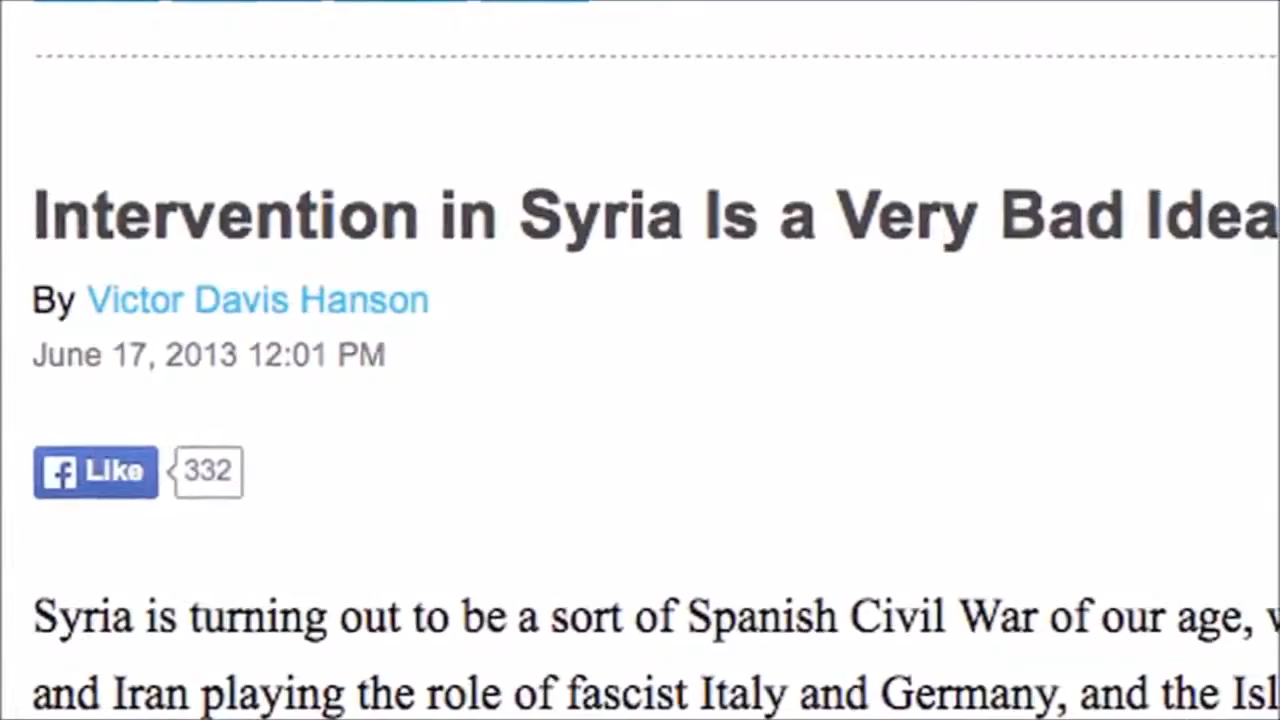 Intervention in Syria Is a Very Bad Idea
By Victor Davis Hanson
June 17, 2013 12:01 PM
Like 332
Syria is turning out to be a sort of Spanish Civil War of our age,
and Iran playing the role of fascist Italy and Germany, and the